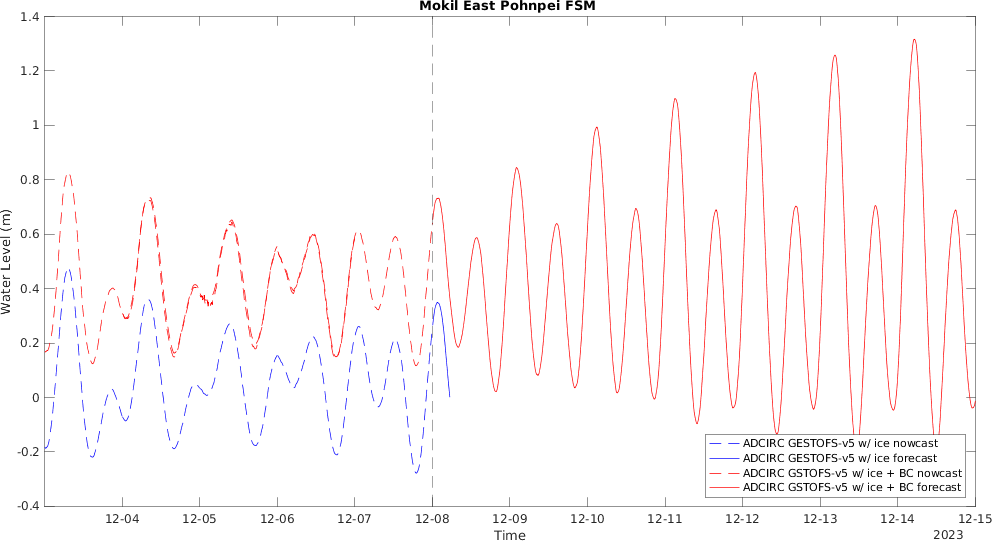 Mokil East Pohnpei FSM
1.4
1.2
1
0.8
0.6
0.4
0.2
0
-0.2
-0.4
Water Level (m)
ADCIRC GESTOFS-v5 w/ ice nowcast
ADCIRC GESTOFS-v5 w/ ice forecast
ADCIRC GSTOFS-v5 w/ ice + BC nowcast
ADCIRC GSTOFS-v5 w/ ice + BC forecast
12-04 12-05 12-06 12-07 12-08 12-09 12-10 12-11 12-12 12-13 12-14 12-15
Time
2023